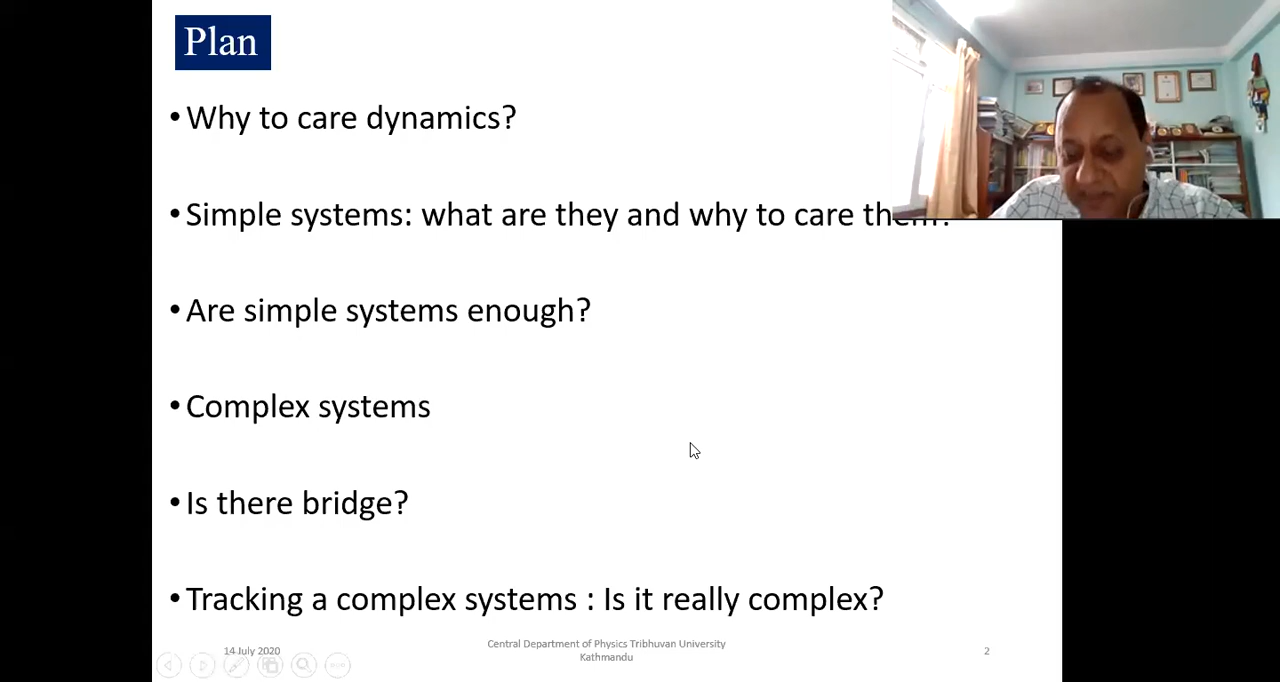 Plan
• Why to care dynamics?
• Simple systems: what are they and why to care them?
• Are simple systems enough?
• Complex systems
• Is there bridge?
• Tracking a complex systems : Is it really complex?
14 July 2020
Central Department of Physics Tribhuvan University
Kathmandu
2